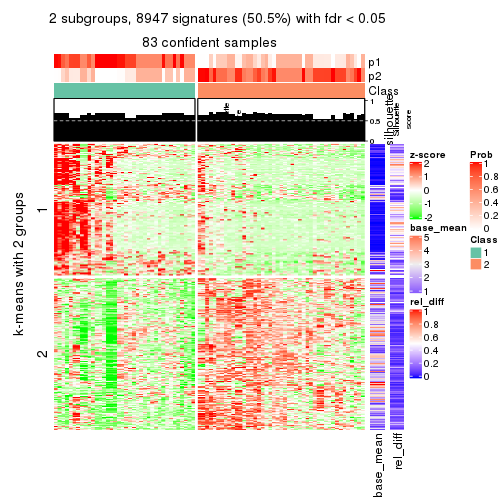 2 subgroups, 8947 signatures (50.5%) with fdr < 0.05
83 confident samples
p1
p2
Class
1
0.5
0
silhouette
Silhouette
score
k-means with 2 groups
1
2
base_mean
rel_diff
z-score
2
1
0
-1
-2
base_mean
5
4
3
2
1
rel_diff
1
0.8
0.6
0.4
0.2
0
Prob
1
0.8
0.6
0.4
0.2
0
Class
1
2